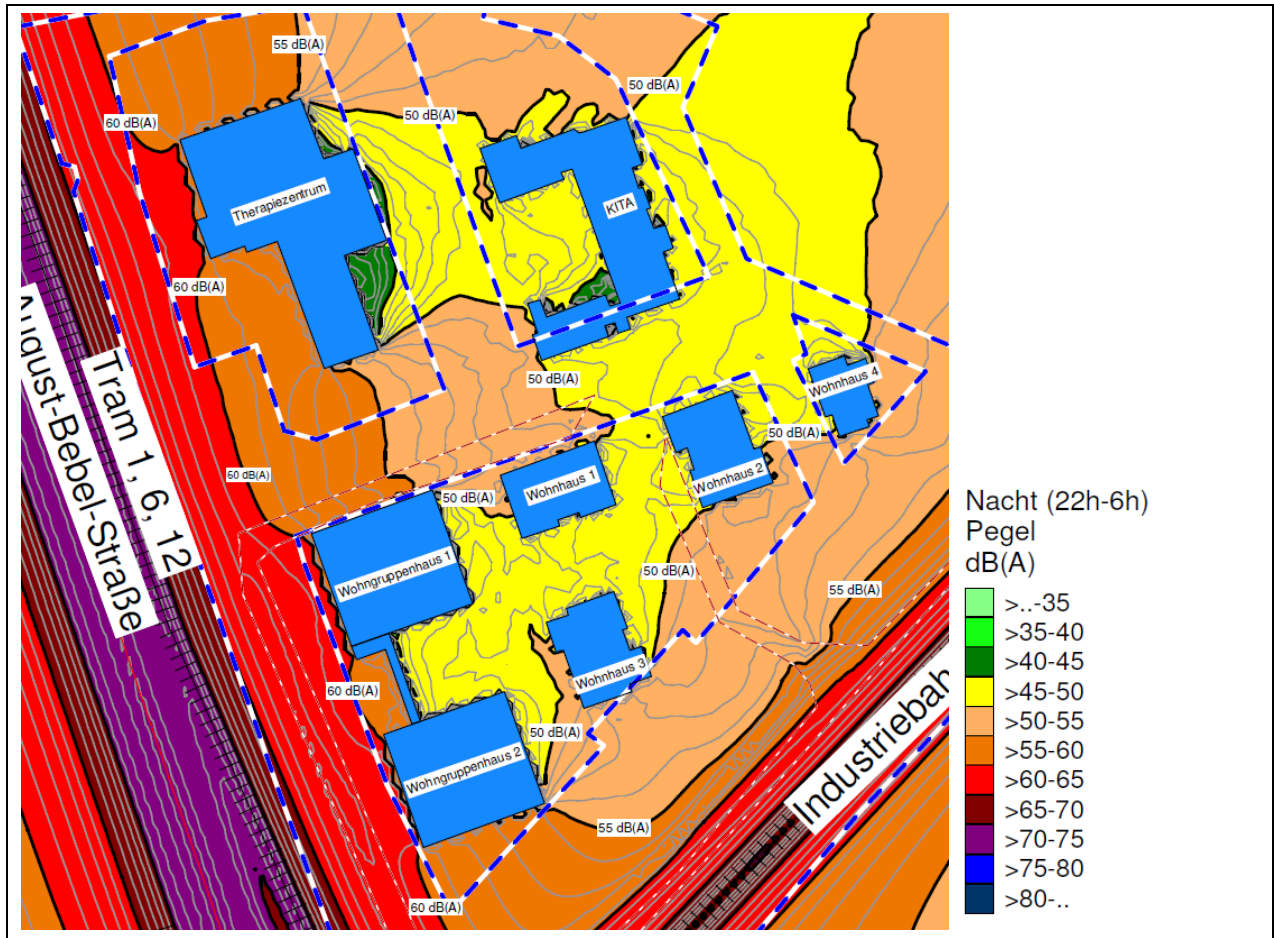 55 dB(A)
50 dB(A)
60 dB(A)
50 dB(A)
Therapiezentrum
KITA
60 dB(A)
50 dB(A)
Wohnhaus 4
50 dB(A)
60 dB(A)
50 dB(A)
Wohnhaus 1
Wohnhaus 2
August-Bebel-Straße
Tram 1, 6, 12
Wohngruppenhaus 1
50 dB(A)
55 dB(A)
60 dB(A)
Wohnhaus 3
50 dB(A)
Wohngruppenhaus 2
Industriebah
55 dB(A)
60 dB(A)
Nacht (22h-6h)
Pegel
dB(A)
>..-35
>35-40
>40-45
>45-50
>50-55
>55-60
>60-65
>65-70
>70-75
>75-80
>80-..